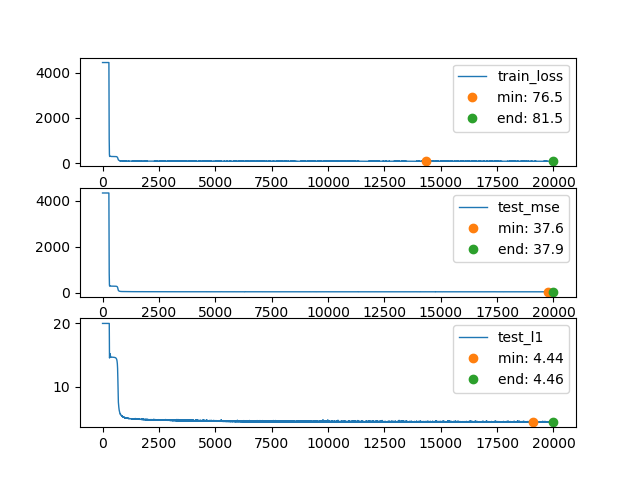 4000
2000
0
train_loss
min: 76.5
end: 81.5
0 2500 5000 7500 10000 12500 15000 17500 20000
4000
2000
0
test_mse
min: 37.6
end: 37.9
0 2500 5000 7500 10000 12500 15000 17500 20000
20
10
test_l1
min: 4.44
end: 4.46
0 2500 5000 7500 10000 12500 15000 17500 20000